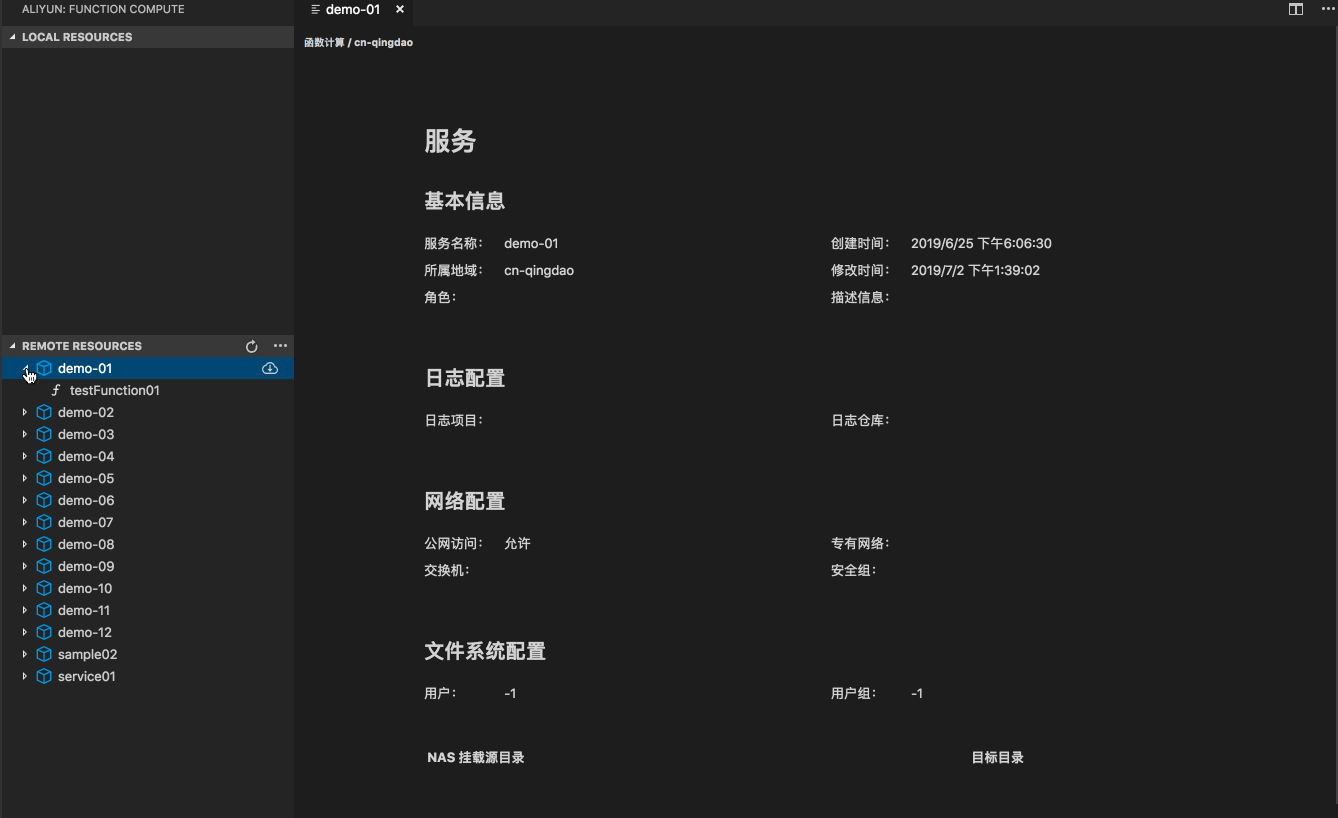 ALIYUN: FUNCTION COMPUTE
LOCAL RESOURCES
REMOTE RESOURCES
demo-01
testFunction01
demo-02
demo-03
demo-04
demo-05
demo-06
demo-07
demo-08
demo-09
demo-10
demo-11
demo-12
sample02
service01
demo-01
函数计算 / cn-qingdao
服务
基本信息
服务名称： demo-01 创建时间： 2019/6/25 下午6:06:30
所属地域： cn-qingdao 修改时间： 2019/7/2 下午1:39:02
角色： 描述信息：
日志配置
日志项目： 日志仓库：
网络配置
公网访问： 允许 专有网络：
交换机： 安全组：
文件系统配置
用户： -1 用户组： -1
NAS 挂载源目录 目标目录